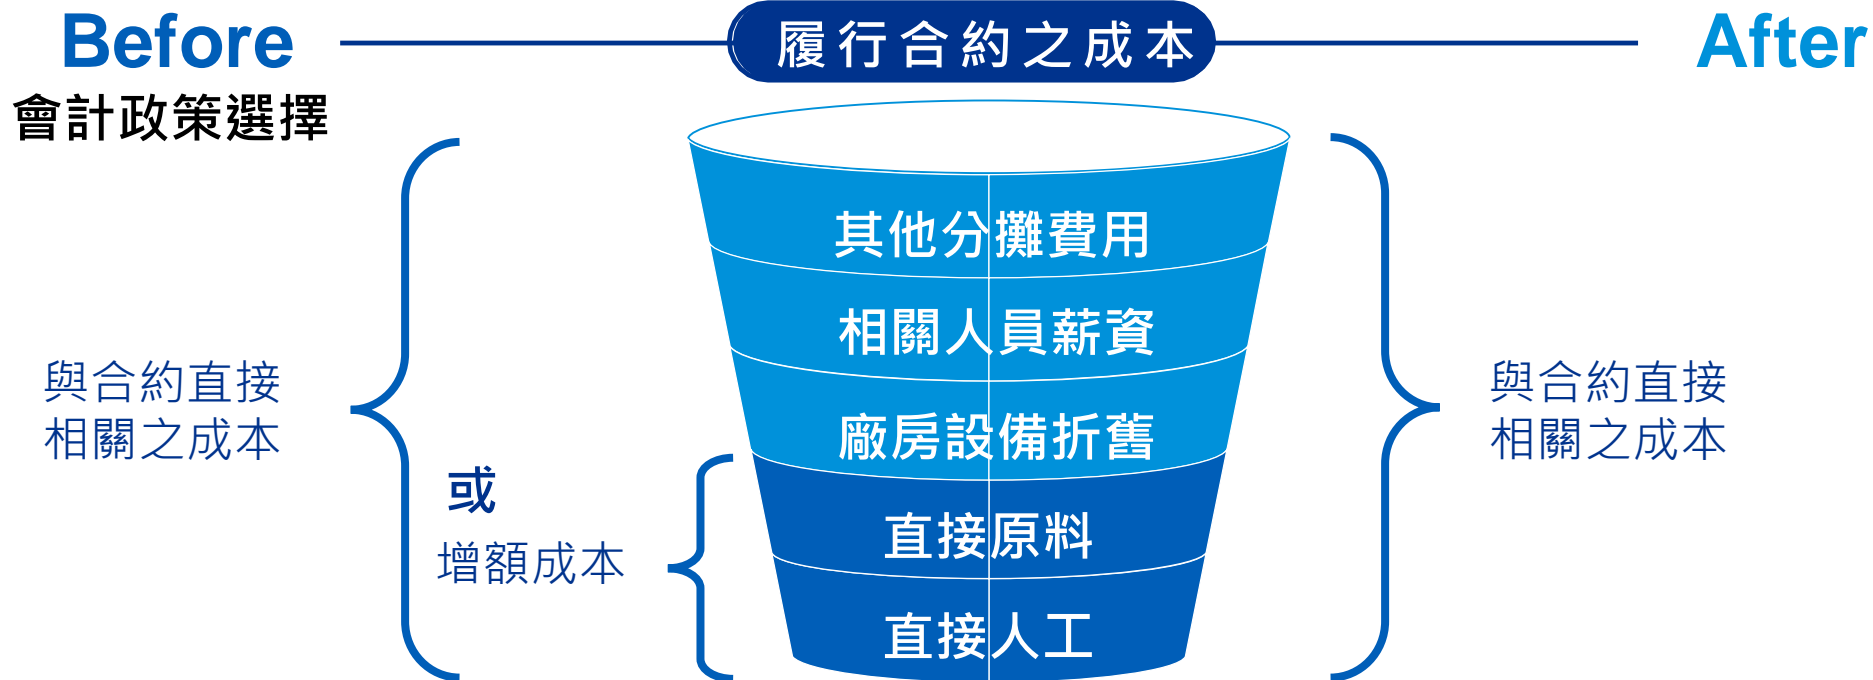 Before
履行合約之成本
After
會計政策選擇
其他分攤費用
相關人員薪資
與合約直接
相關之成本
與合約直接
相關之成本
廠房設備折舊
或
增額成本
直接原料
直接人工